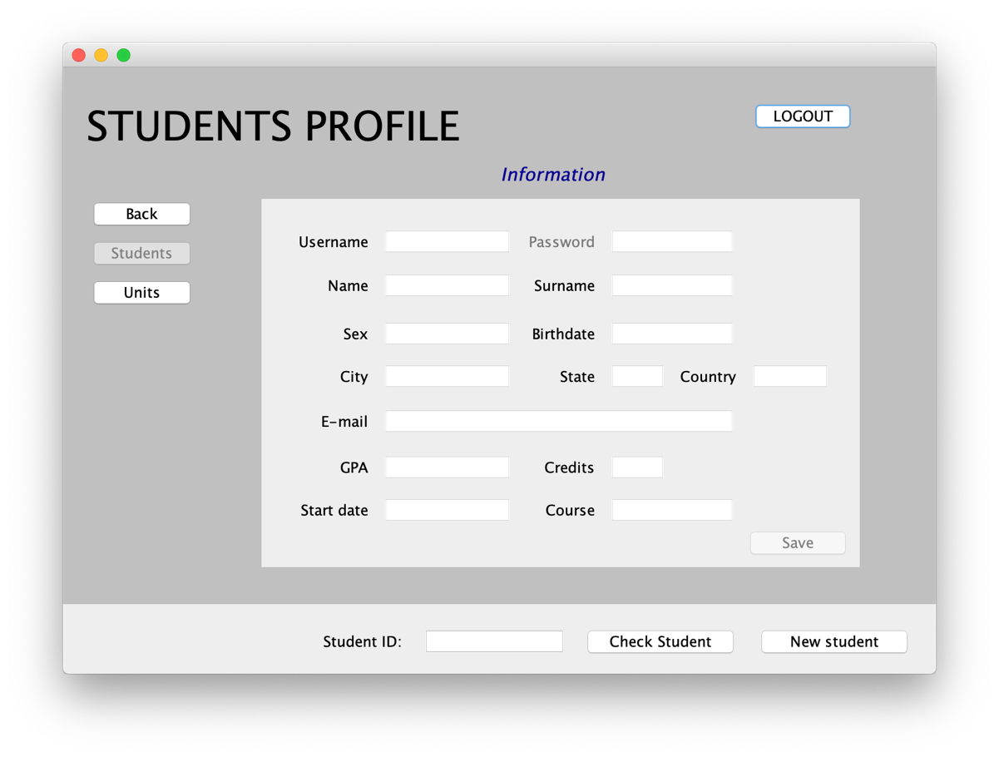 STUDENTS PROFILE
LOGOUT
Information
Back
Students
Units
Username Password
Name Surname
Sex Birthdate
City State Country
E-mail
GPA Credits
Start date Course
Save
Student ID: Check Student New student